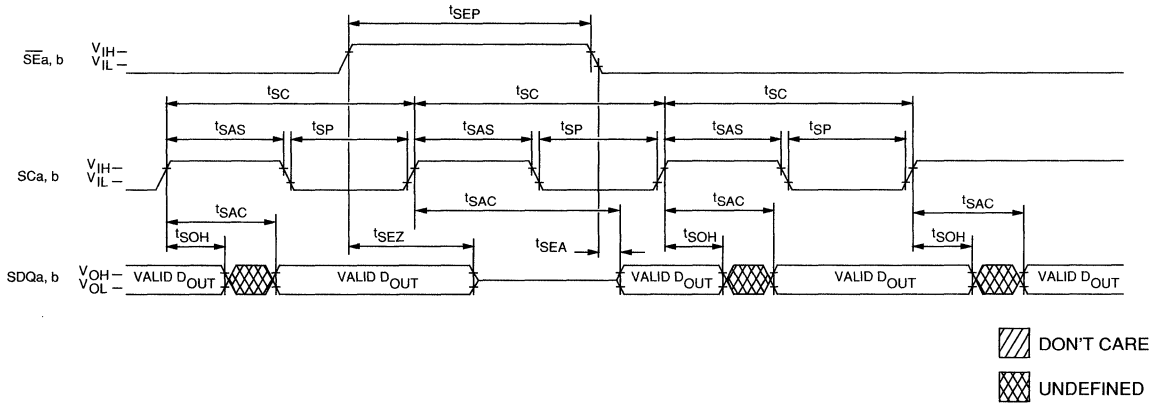 tSEP
SEa, b
VIH
VIL
tSC tSC tSC
tSAS tSP tSAS tSP tSAS tSP
SCa, b
VIH
VIL
tSAC tSAC tSAC tSAC
tSOH tSEZ tSEA tSOH tSOH
SDQa, b
VOH
VOL
VALID DOUT VALID DOUT VALID DOUT VALID DOUT VALID DOUT
DON'T CARE
UNDEFINED